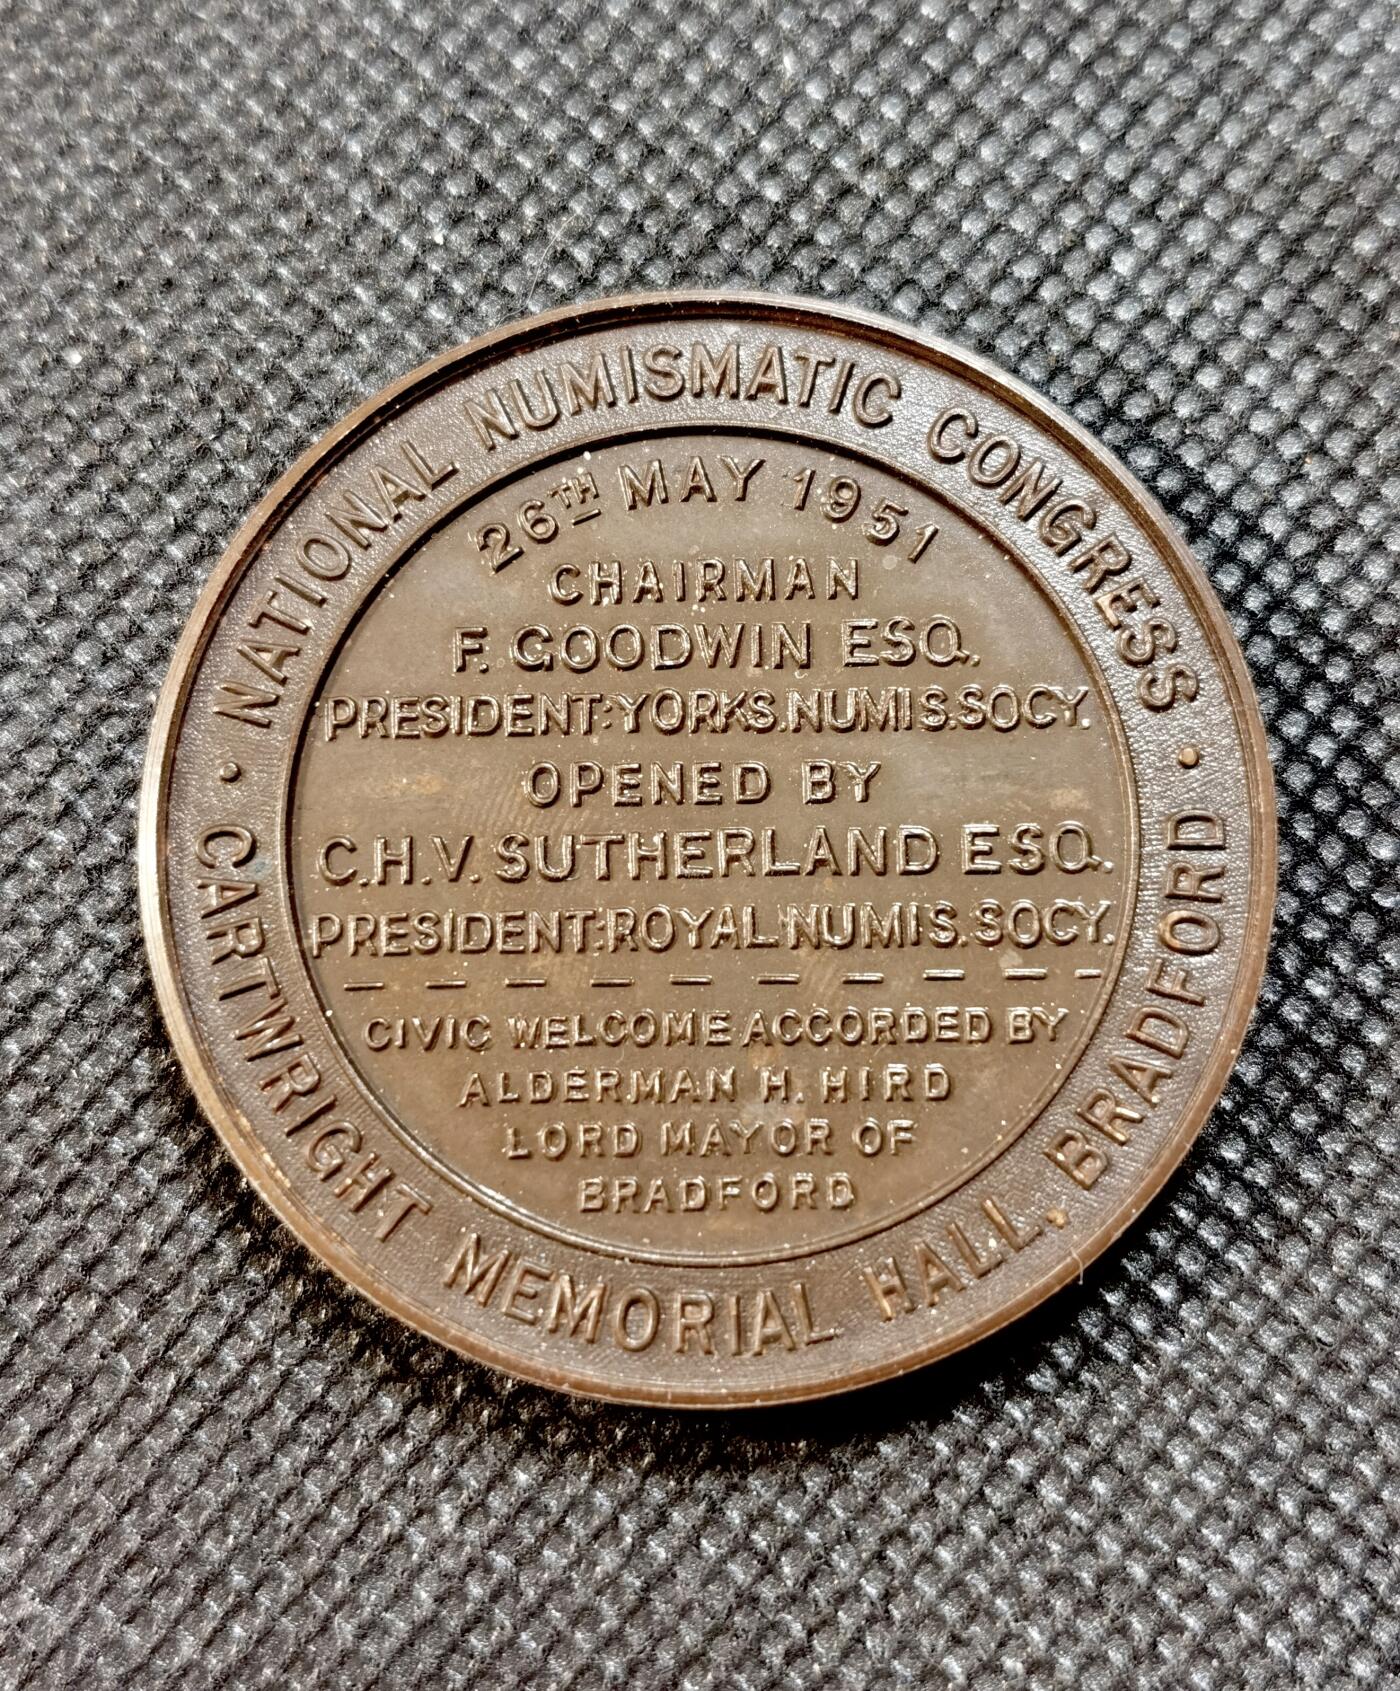 NATIONAL NUMISMATIC CONGRESS
26TH MAY 1951
CHAIRMAN
F. GOODWIN ESQ.
PRESIDENT:YORKS.NUMIS.SOCY.
OPENED BY
C.H.V. SUTHERLAND ESQ.
PRESIDENT:ROYAL NUMIS. SOCY.
CIVIC WELCOME ACCORDED BY
ALDERMAN H. HIRD
LORD MAYOR OF
BRADFORD
CARTWRIGHT MEMORIAL HALL, BRADFORD